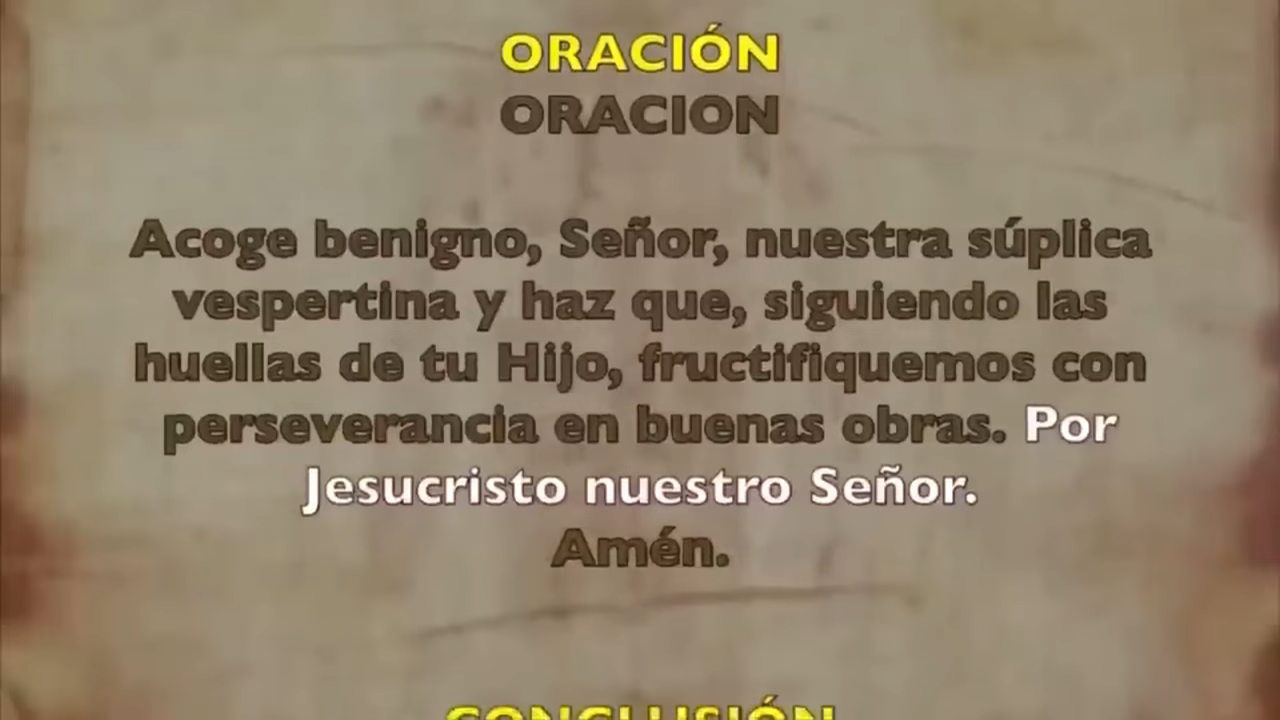 ORACIÓN
ORACION
Acoge benigno, Señor, nuestra súplica
vespertina y haz que, siguiendo las
huellas de tu Hijo, fructifiquemos con
perseverancia en buenas obras. Por
Jesucristo nuestro Señor.
Amén.
CONCLUSIÓN